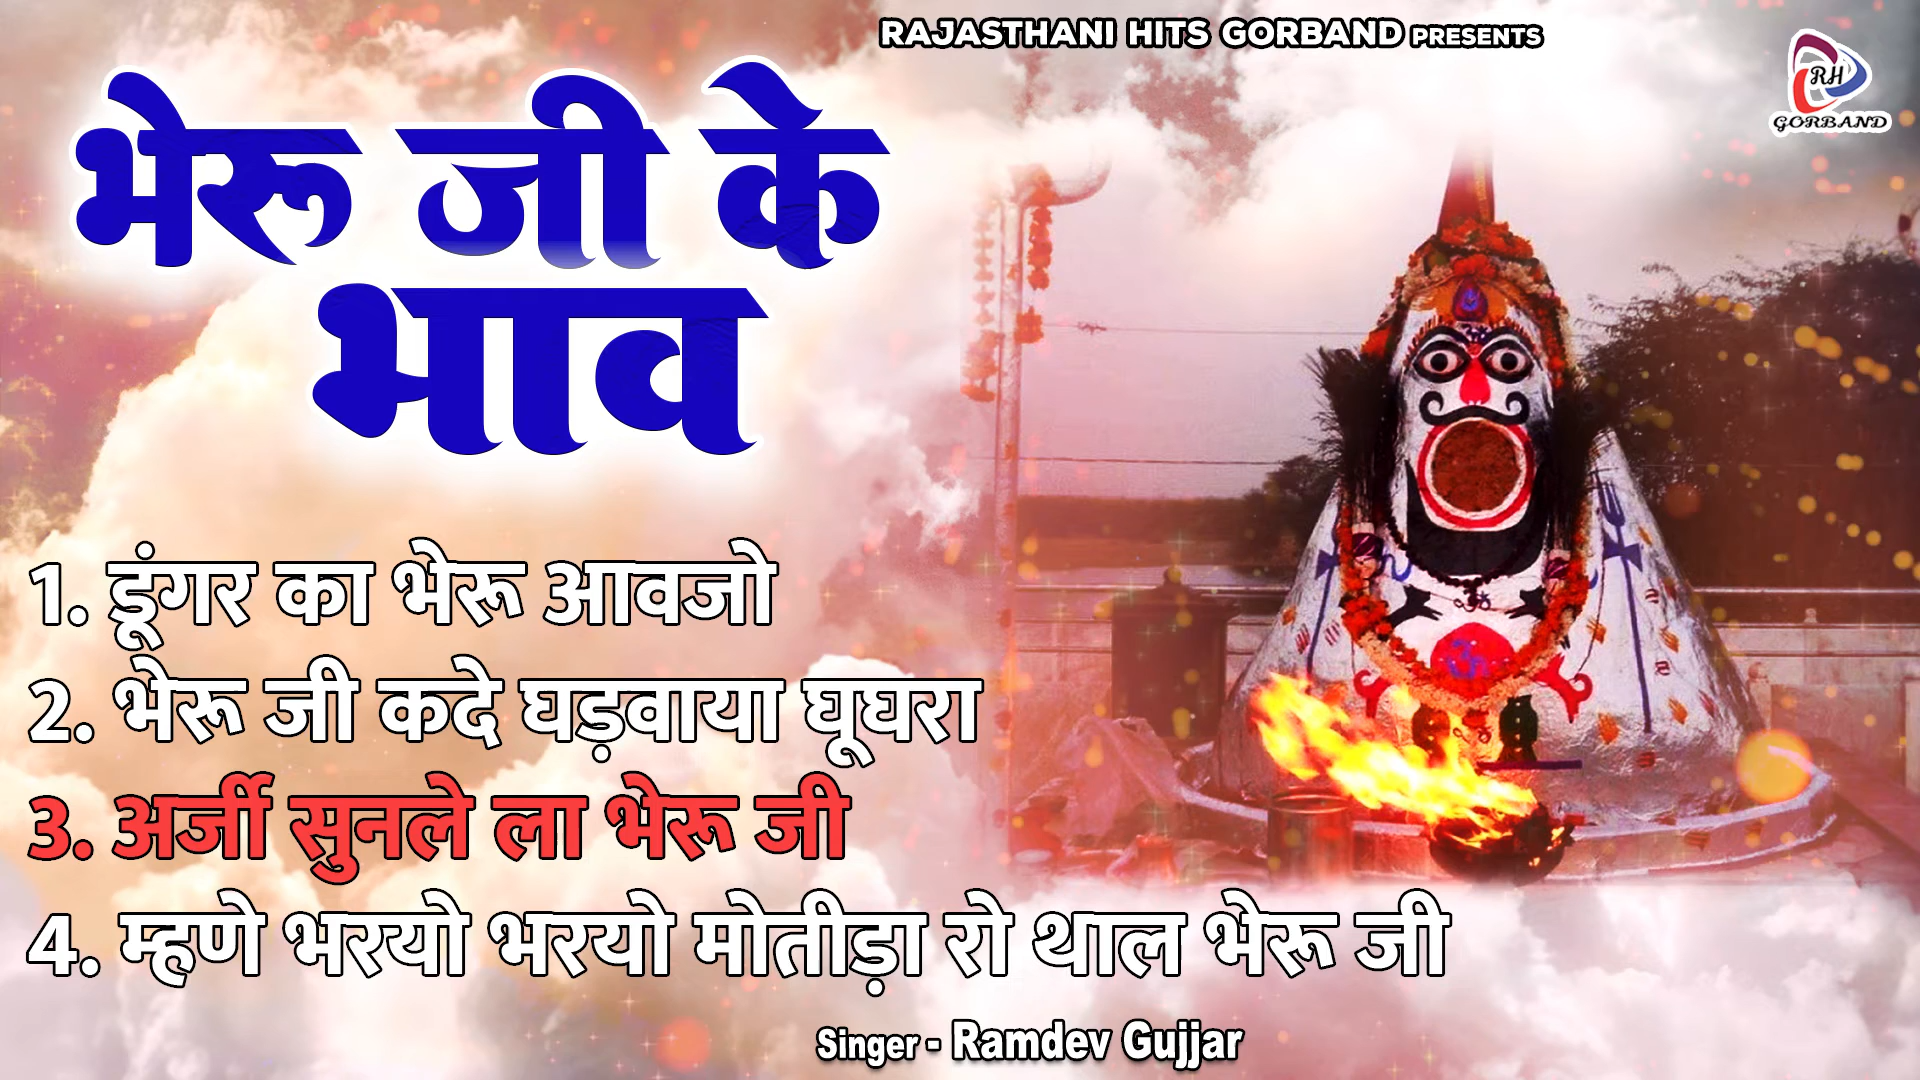 RAJASTHANI HITS GORBAND PRESENTS
RH
GORBAND
भेरू जी के
भाव
1. डूंगर का भेरू आवजो
2. भेरू जी कदे घड़वाया घूघरा
3. अर्जी सुनले ला भेरू जी
4. म्हणे भरयो भरयो मोतीड़ा रो थाल भेरू जी
Singer - Ramdev Gujjar